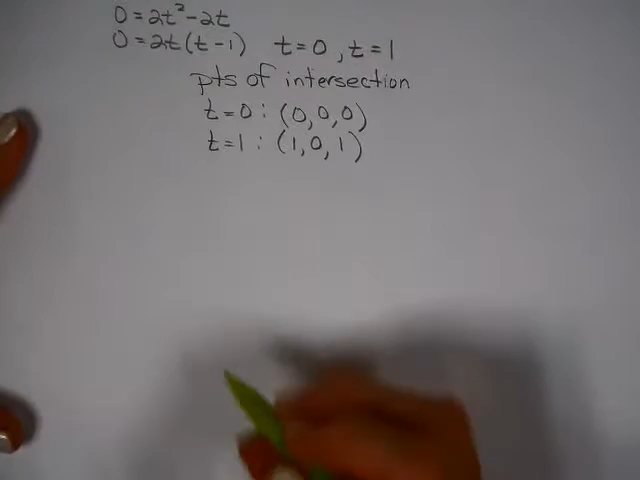 0 = 2t² - 2t
0 = 2t(t - 1) t = 0, t = 1
pts of intersection
t = 0 : (0,0,0)
t = 1 : (1,0,1)